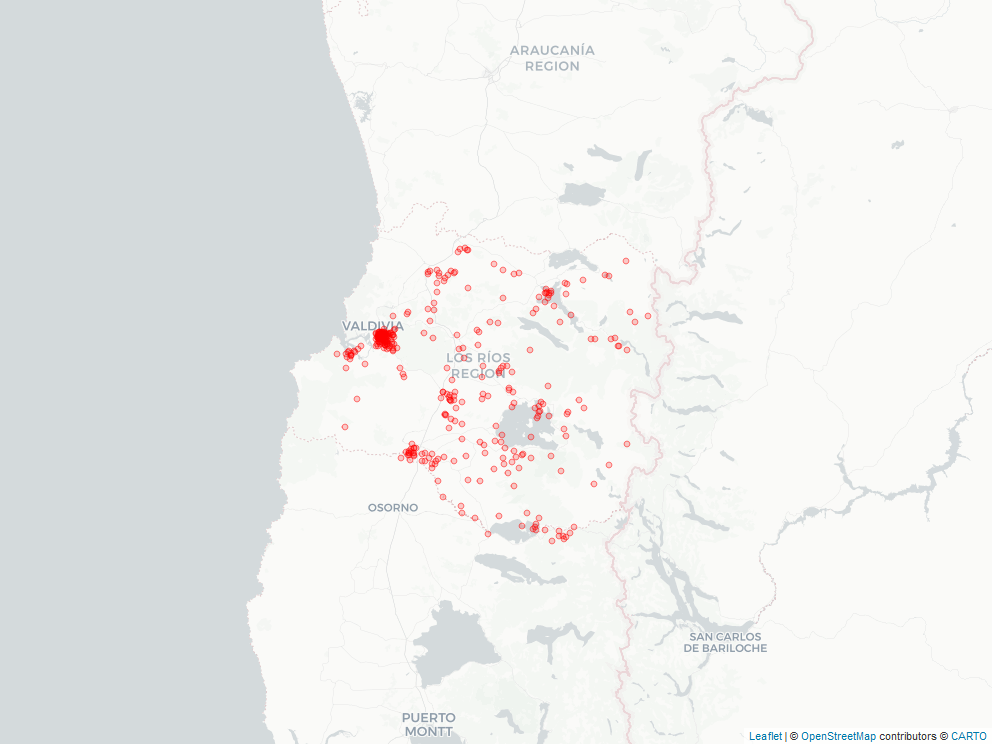 ARAUCANÍA
REGION
VALDIVIA
LOS RÍOS
REGION
OSORNO
SAN CARLOS
DE BARILOCHE
PUERTO
MONTT
Leaflet | © OpenStreetMap contributors © CARTO